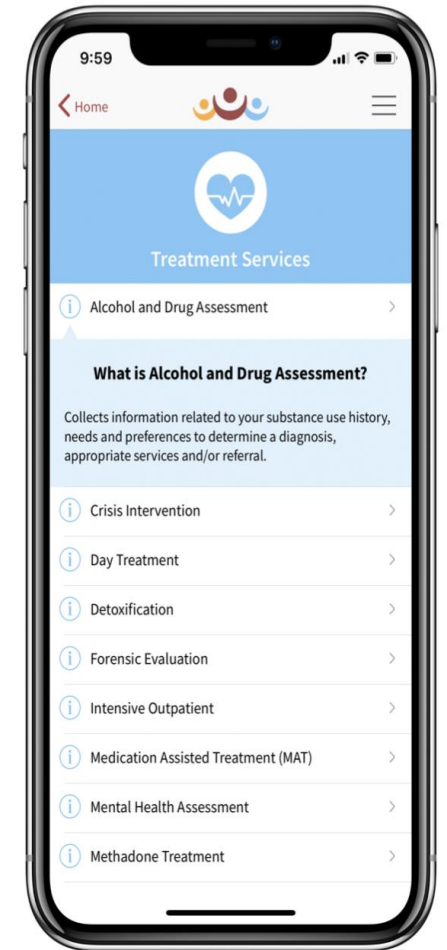 9:59
Home
Treatment Services
Alcohol and Drug Assessment
What is Alcohol and Drug Assessment?
Collects information related to your substance use history,
needs and preferences to determine a diagnosis,
appropriate services and/or referral.
Crisis Intervention
Day Treatment
Detoxification
Forensic Evaluation
Intensive Outpatient
Medication Assisted Treatment (MAT)
Mental Health Assessment
Methadone Treatment